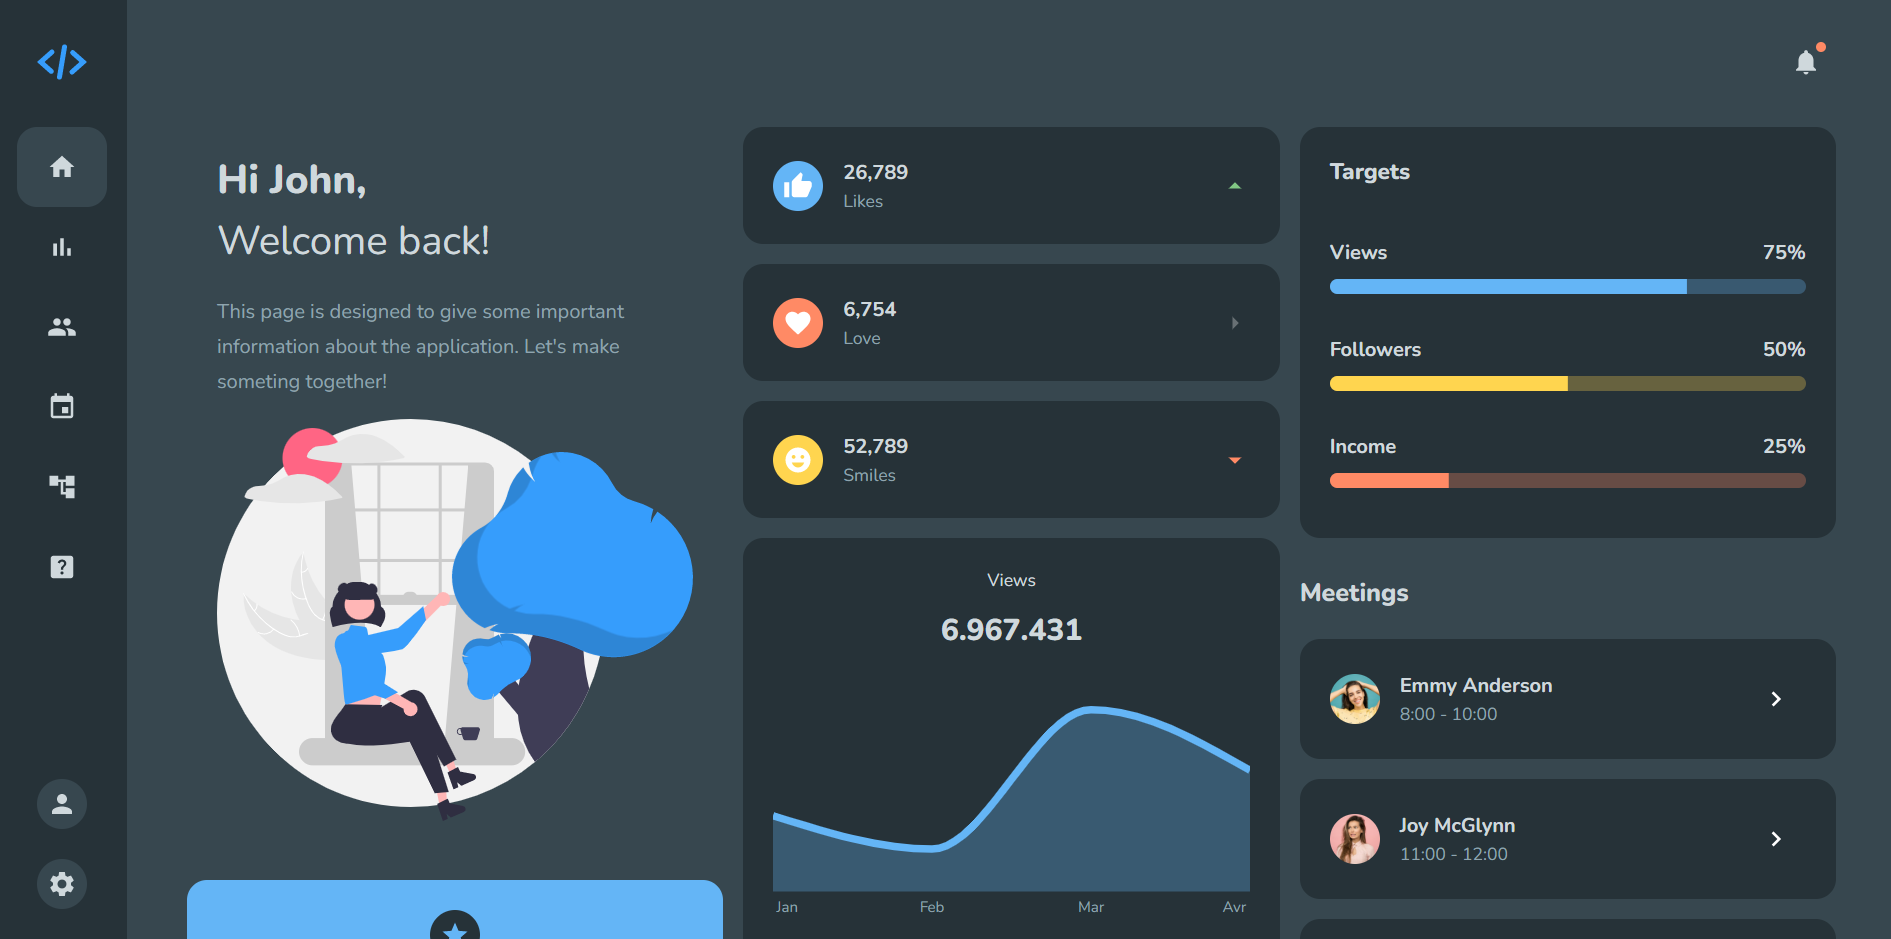 Hi John,
Welcome back!
This page is designed to give some important
information about the application. Let's make
someting together!
26,789
Likes
6,754
Love
52,789
Smiles
Views
6.967.431
Jan Feb Mar Avr
Targets
Views 75%
Followers 50%
Income 25%
Meetings
Emmy Anderson
8:00 - 10:00
Joy McGlynn
11:00 - 12:00